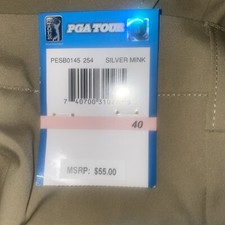 PGA TOUR
PESB0145 254 SILVER MINK
40
MSRP: $55.00